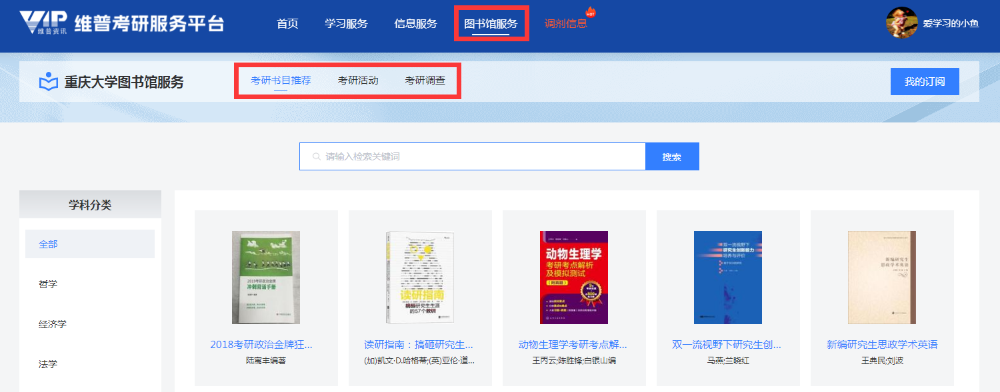 VIP 维普资讯 维普考研服务平台
首页 学习服务 信息服务 图书馆服务 调剂信息 HOT 爱学习的小鱼
重庆大学图书馆服务 考研书目推荐 考研活动 考研调查 我的订阅
请输入检索关键词 搜索
学科分类
全部
哲学
经济学
法学
冲刺背诵手册
读研指南
搞砸研究生生涯
的57个教训
动物生理学
考研考点解析
及模拟测试
(附真题)
双一流视野下
研究生创新能力
培养与评价
新编研究生
思政学术英语
2018考研政治金牌狂... 读研指南：搞砸研究生... 动物生理学考研考点解... 双一流视野下研究生创... 新编研究生思政学术英语
陆寓丰编著 (加)凯文·D.哈格蒂;(英)亚伦·道... 王丙云;陈胜锋;白银山编 马燕;兰晓红 王典民;刘波